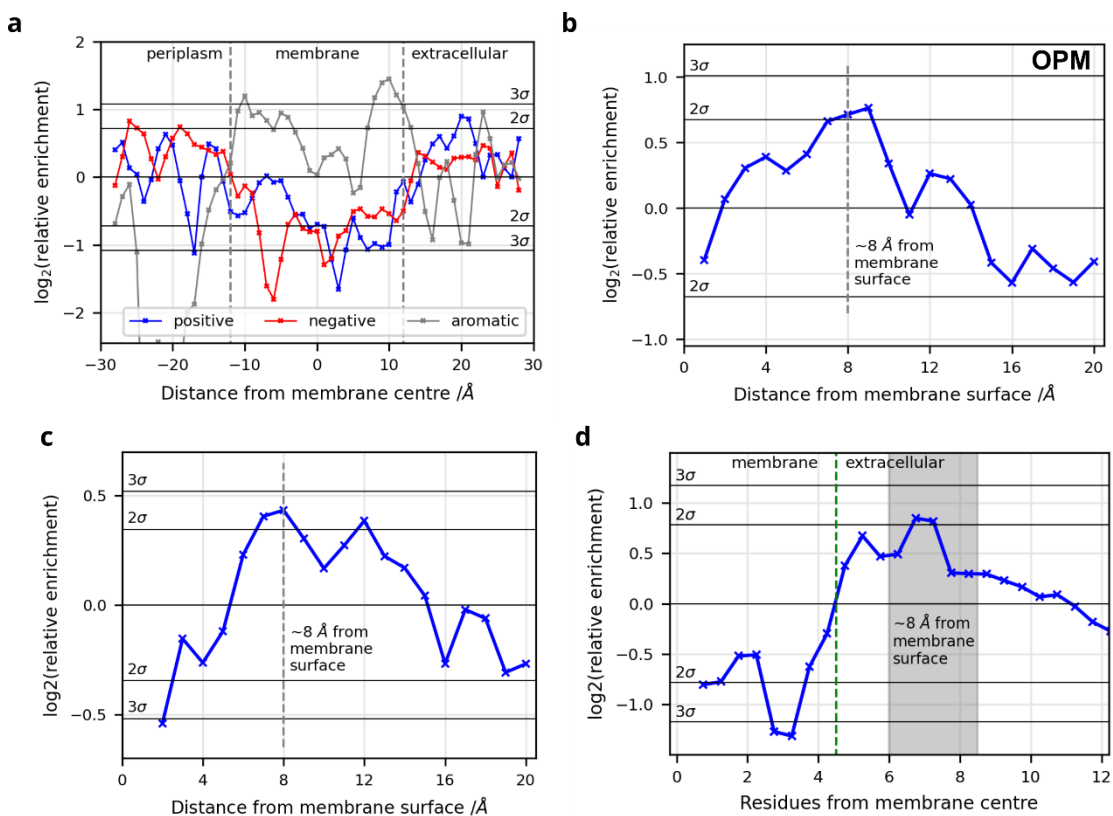 a
2
1
0
−1
−2
log₂(relative enrichment)
periplasm
membrane
extracellular
3σ
2σ
2σ
3σ
positive
negative
aromatic
−30
−20
−10
0
10
20
30
Distance from membrane centre /Å
b
1.0
0.5
0.0
−0.5
−1.0
log₂(relative enrichment)
3σ
OPM
2σ
~8 Å from
membrane
surface
2σ
0
4
8
12
16
20
Distance from membrane surface /Å
c
0.5
0.0
−0.5
log2(relative enrichment)
3σ
2σ
~8 Å from
membrane
surface
2σ
3σ
0
4
8
12
16
20
Distance from membrane surface /Å
d
1.0
0.5
0.0
−0.5
−1.0
log2(relative enrichment)
membrane
extracellular
3σ
2σ
~8 Å from
membrane
surface
2σ
3σ
0
2
4
6
8
10
12
Residues from membrane centre